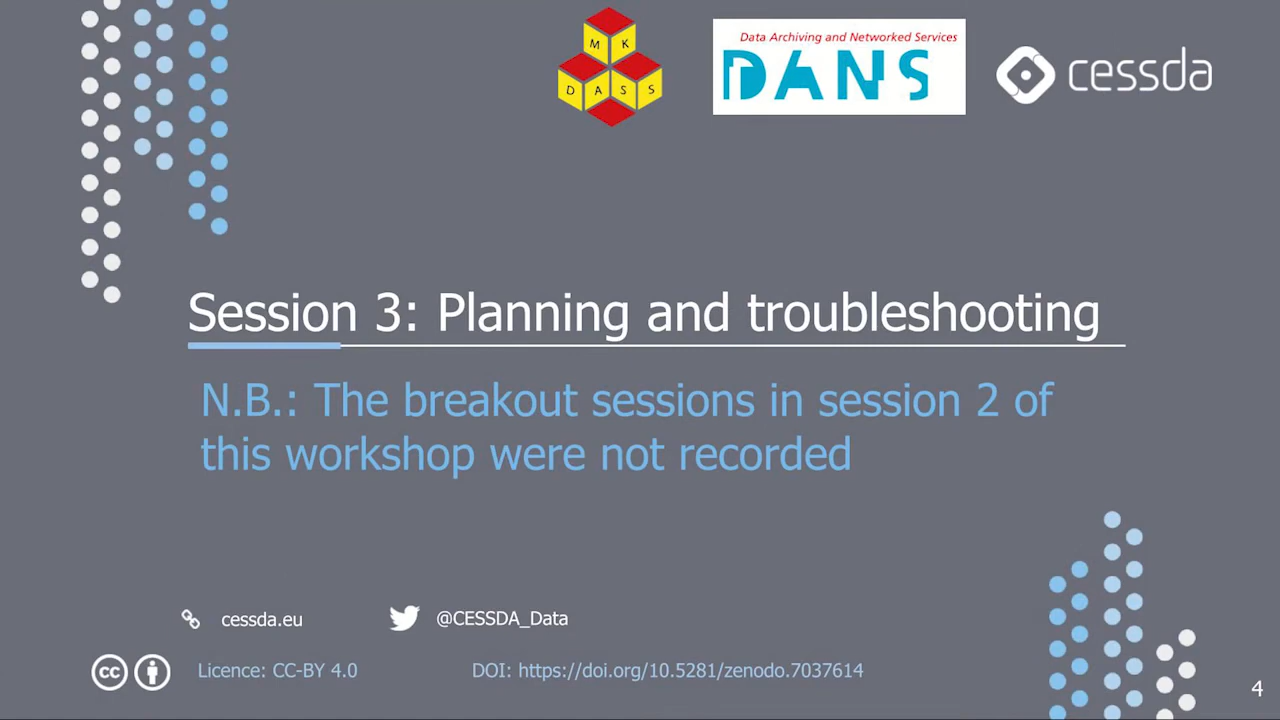 M K
D A S S
Data Archiving and Networked Services
DANS
cessda
Session 3: Planning and troubleshooting
N.B.: The breakout sessions in session 2 of
this workshop were not recorded
cessda.eu
@CESSDA_Data
cc
Licence: CC-BY 4.0
DOI: https://doi.org/10.5281/zenodo.7037614
4